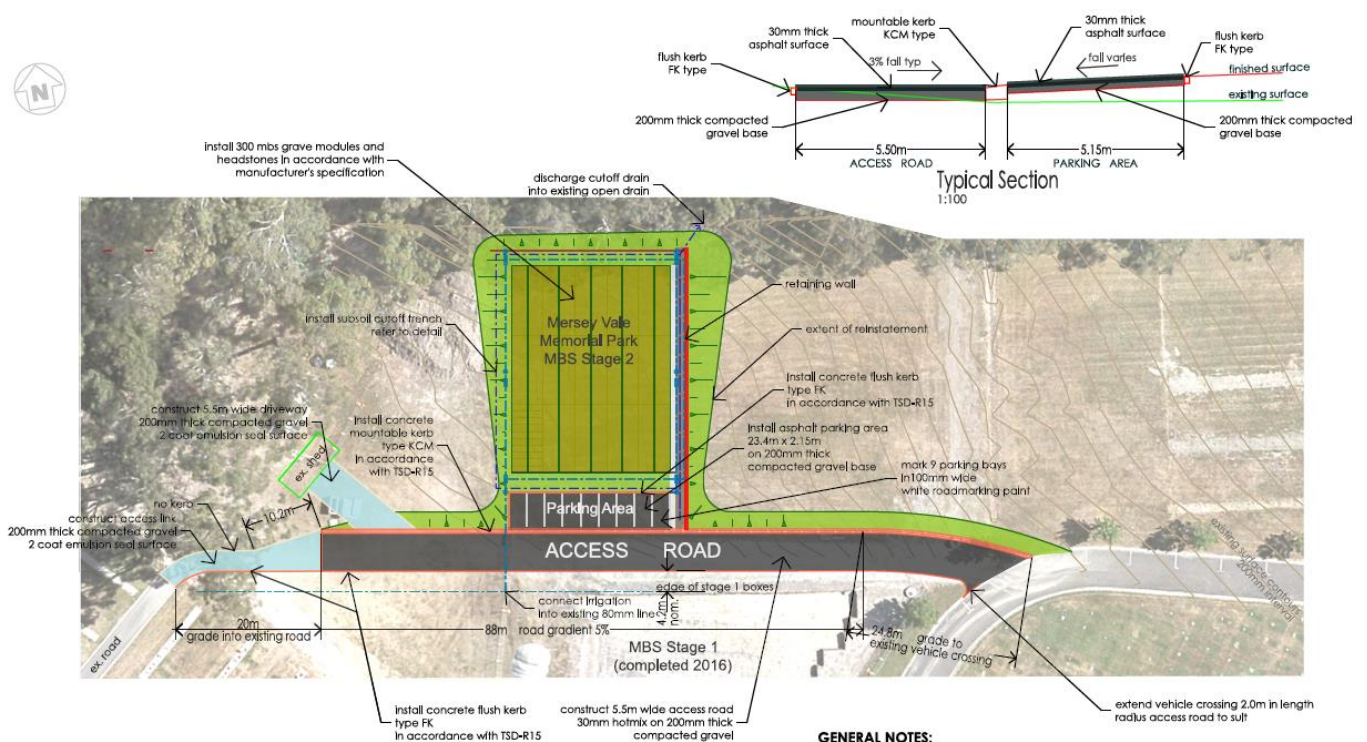 N
flush kerb
FK type
30mm thick
asphalt surface
mountable kerb
KCM type
30mm thick
asphalt surface
flush kerb
FK type
3% fall typ
fall varies
finished surface
existing surface
200mm thick compacted
gravel base
200mm thick compacted
gravel base
5.50m
ACCESS ROAD
5.15m
PARKING AREA
Typical Section
1:100
install 300 mbs grave modules and
headstones in accordance with
manufacturer's specification
discharge cutoff drain
into existing open drain
retaining wall
install subsoil cutoff trench
refer to detail
Mersey Vale
Memorial Park
MBS Stage 2
extent of reinstatement
install concrete flush kerb
type FK
in accordance with TSD-R15
construct 5.5m wide driveway
200mm thick compacted gravel
2 coat emulsion seal surface
install concrete
mountable kerb
type KCM
in accordance
with TSD-R15
install asphalt parking area
23.4m x 2.15m
on 200mm thick
compacted gravel base
ex. shed
mark 9 parking bays
in100mm wide
white roadmarking paint
no kerb
10.2m
construct access link
200mm thick compacted gravel
2 coat emulsion seal surface
Parking Area
ACCESS ROAD
existing surface contours
200mm interval
edge of stage 1 boxes
connect irrigation
into existing 80mm line
4.2m
nom.
20m
grade into existing road
88m road gradient 5%
24.8m grade to
existing vehicle crossing
ex. road
MBS Stage 1
(completed 2016)
install concrete flush kerb
type FK
in accordance with TSD-R15
construct 5.5m wide access road
30mm hotmix on 200mm thick
compacted gravel
extend vehicle crossing 2.0m in length
radius access road to suit
GENERAL NOTES: